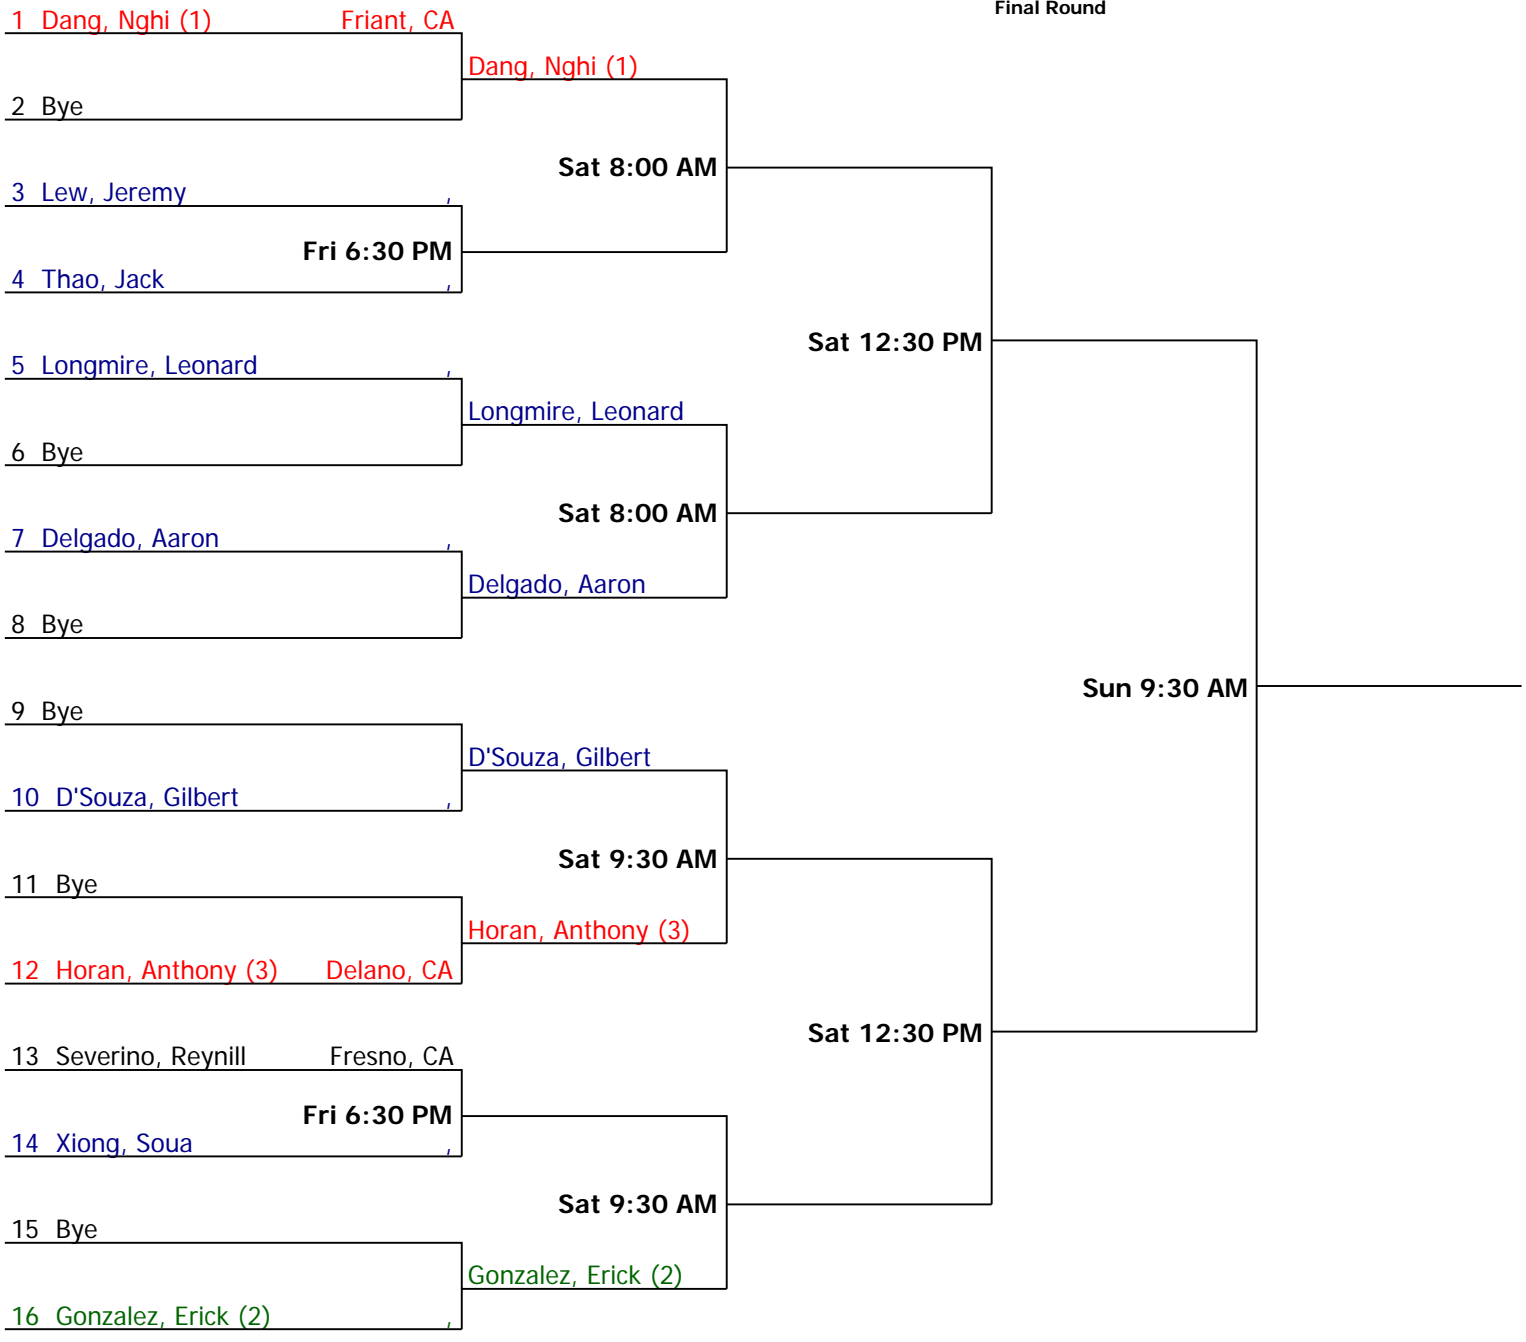 Final Round
1 Dang, Nghi (1) Friant, CA
Dang, Nghi (1)
2 Bye
Sat 8:00 AM
3 Lew, Jeremy ,
Fri 6:30 PM
4 Thao, Jack ,
Sat 12:30 PM
5 Longmire, Leonard ,
Longmire, Leonard
6 Bye
Sat 8:00 AM
7 Delgado, Aaron ,
Delgado, Aaron
8 Bye
Sun 9:30 AM
9 Bye
D'Souza, Gilbert
10 D'Souza, Gilbert ,
Sat 9:30 AM
11 Bye
Horan, Anthony (3)
12 Horan, Anthony (3) Delano, CA
Sat 12:30 PM
13 Severino, Reynill Fresno, CA
Fri 6:30 PM
14 Xiong, Soua ,
Sat 9:30 AM
15 Bye
Gonzalez, Erick (2)
16 Gonzalez, Erick (2) ,